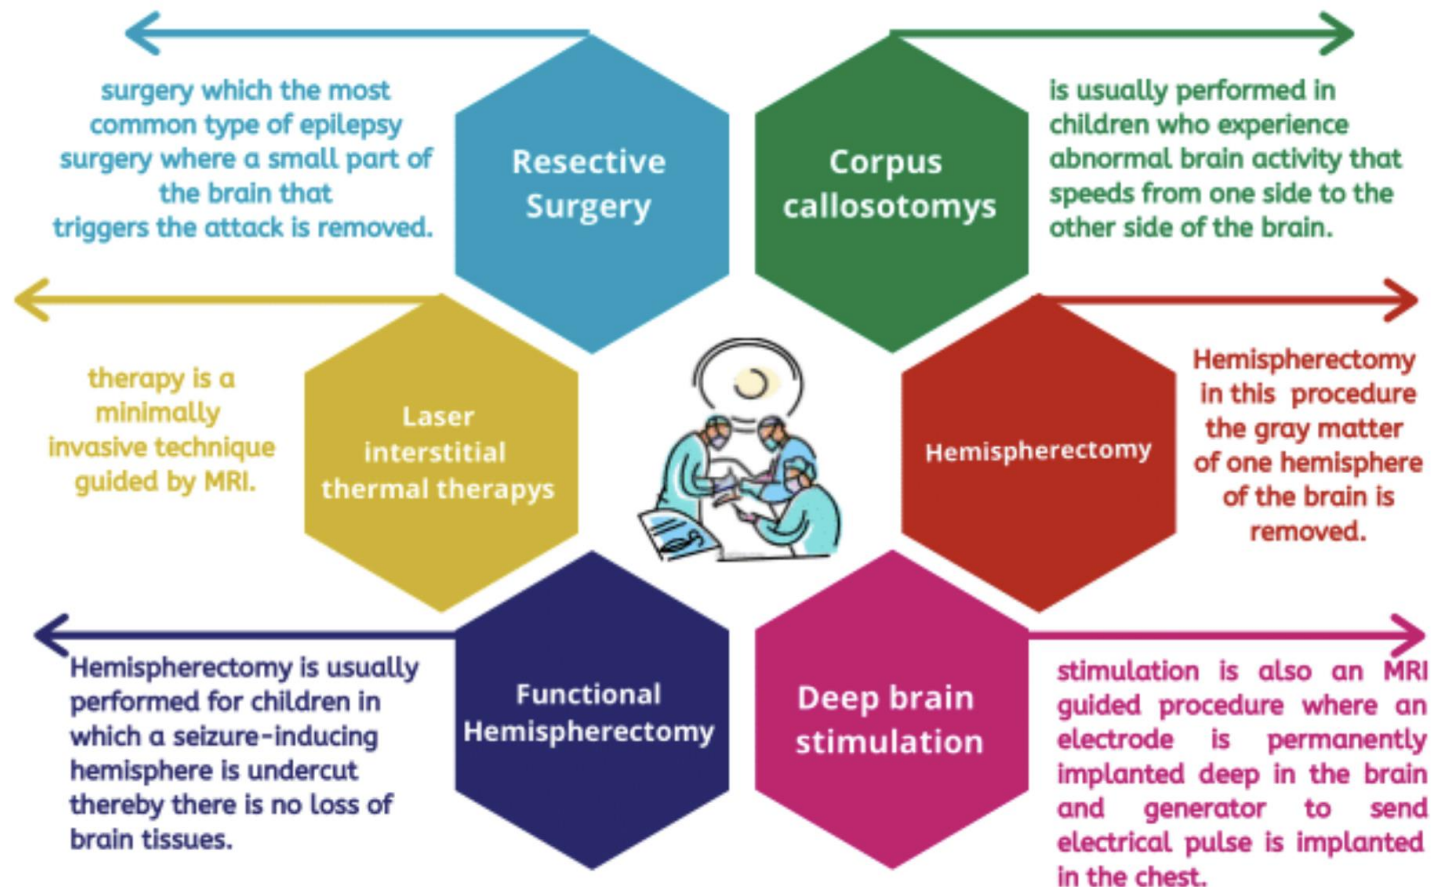 surgery which the most
common type of epilepsy
surgery where a small part of
the brain that
triggers the attack is removed.
Resective
Surgery
Corpus
callosotomys
is usually performed in
children who experience
abnormal brain activity that
speeds from one side to the
other side of the brain.
therapy is a
minimally
invasive technique
guided by MRI.
Laser
interstitial
thermal therapys
Hemispherectomy
Hemispherectomy
in this procedure
the gray matter
of one hemisphere
of the brain is
removed.
Hemispherectomy is usually
performed for children in
which a seizure-inducing
hemisphere is undercut
thereby there is no loss of
brain tissues.
Functional
Hemispherectomy
Deep brain
stimulation
stimulation is also an MRI
guided procedure where an
electrode is permanently
implanted deep in the brain
and generator to send
electrical pulse is implanted
in the chest.